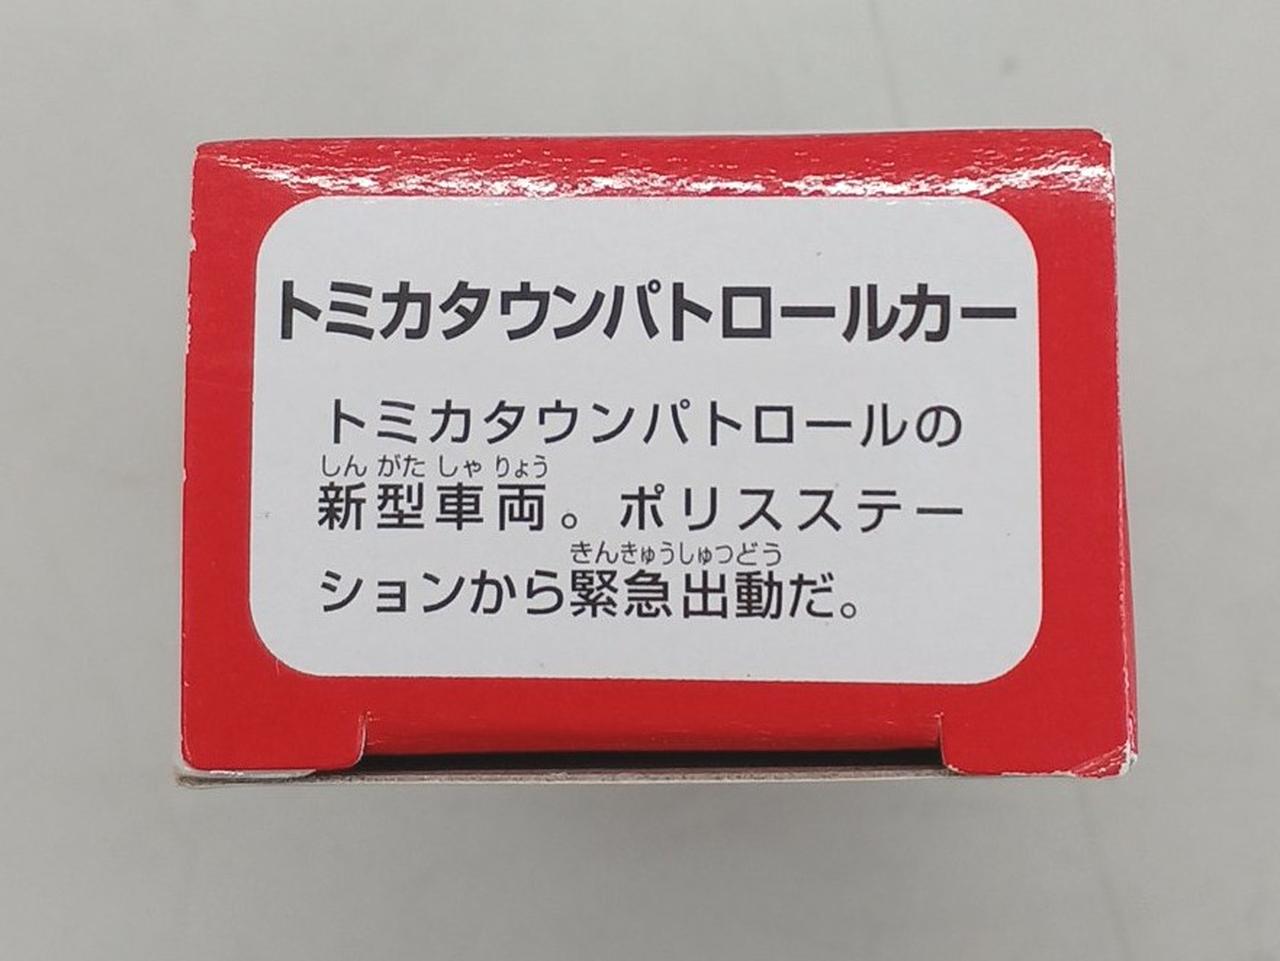 トミカタウンパトロールカー
トミカタウンパトロールの
しんがたしゃりょう
新型車両。ポリスステー
きんきゅうしゅつどう
ションから緊急出動だ。